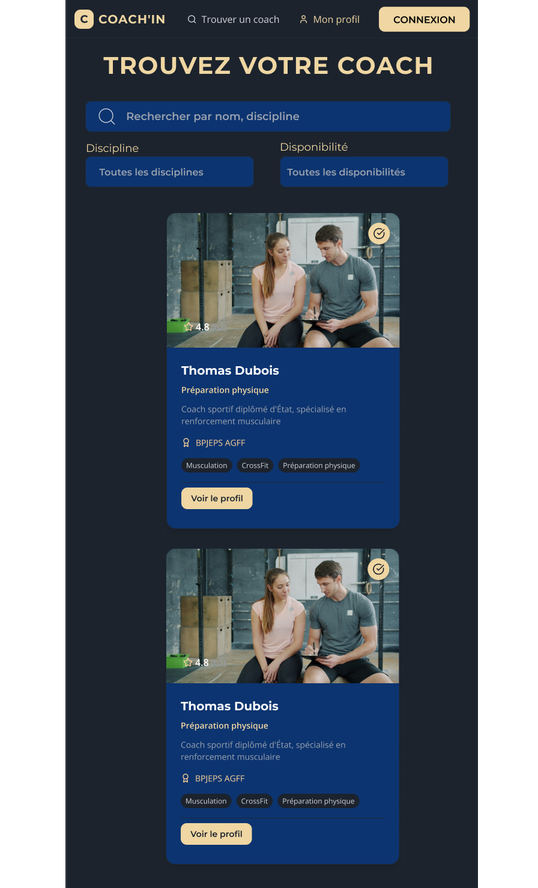 C COACH'IN
Trouver un coach
Mon profil
CONNEXION
TROUVEZ VOTRE COACH
Rechercher par nom, discipline
Discipline
Disponibilité
Toutes les disciplines
Toutes les disponibilités
4.8
Thomas Dubois
Préparation physique
Coach sportif diplômé d'État, spécialisé en
renforcement musculaire
BPJEPS AGFF
Musculation
CrossFit
Préparation physique
Voir le profil
4.8
Thomas Dubois
Préparation physique
Coach sportif diplômé d'État, spécialisé en
renforcement musculaire
BPJEPS AGFF
Musculation
CrossFit
Préparation physique
Voir le profil